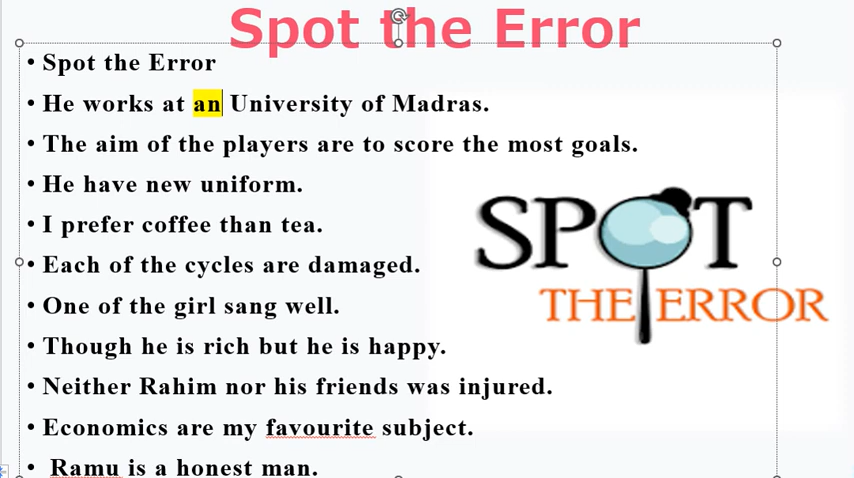 Spot the Error
• Spot the Error
• He works at an University of Madras.
• The aim of the players are to score the most goals.
• He have new uniform.
• I prefer coffee than tea.
• Each of the cycles are damaged.
• One of the girl sang well.
• Though he is rich but he is happy.
• Neither Rahim nor his friends was injured.
• Economics are my favourite subject.
• Ramu is a honest man.
SPOT
THE ERROR